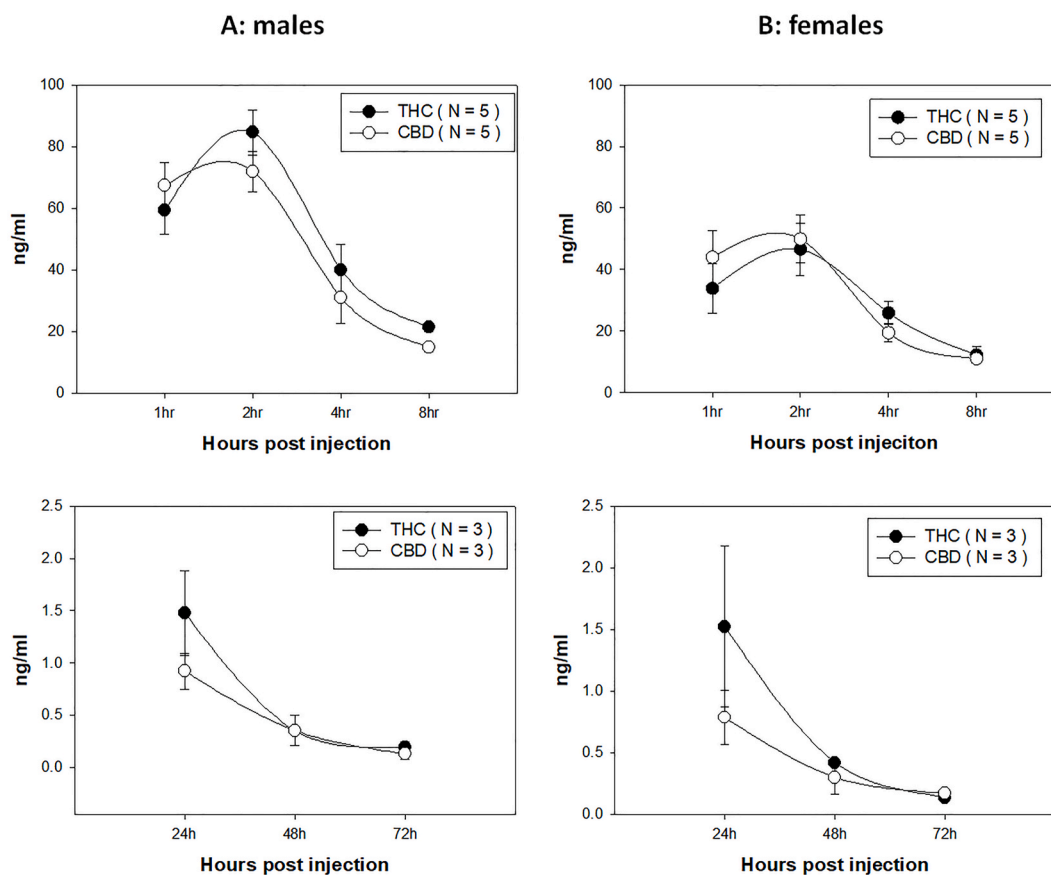 A: males
B: females
100
80
60
40
20
0
ng/ml
THC ( N = 5 )
CBD ( N = 5 )
1hr 2hr 4hr 8hr
Hours post injection
100
80
60
40
20
0
ng/ml
THC ( N = 5 )
CBD ( N = 5 )
1hr 2hr 4hr 8hr
Hours post injeciton
2.5
2.0
1.5
1.0
0.5
0.0
ng/ml
THC ( N = 3 )
CBD ( N = 3 )
24h 48h 72h
Hours post injection
2.5
2.0
1.5
1.0
0.5
0.0
ng/ml
THC ( N = 3 )
CBD ( N = 3 )
24h 48h 72h
Hours post injection